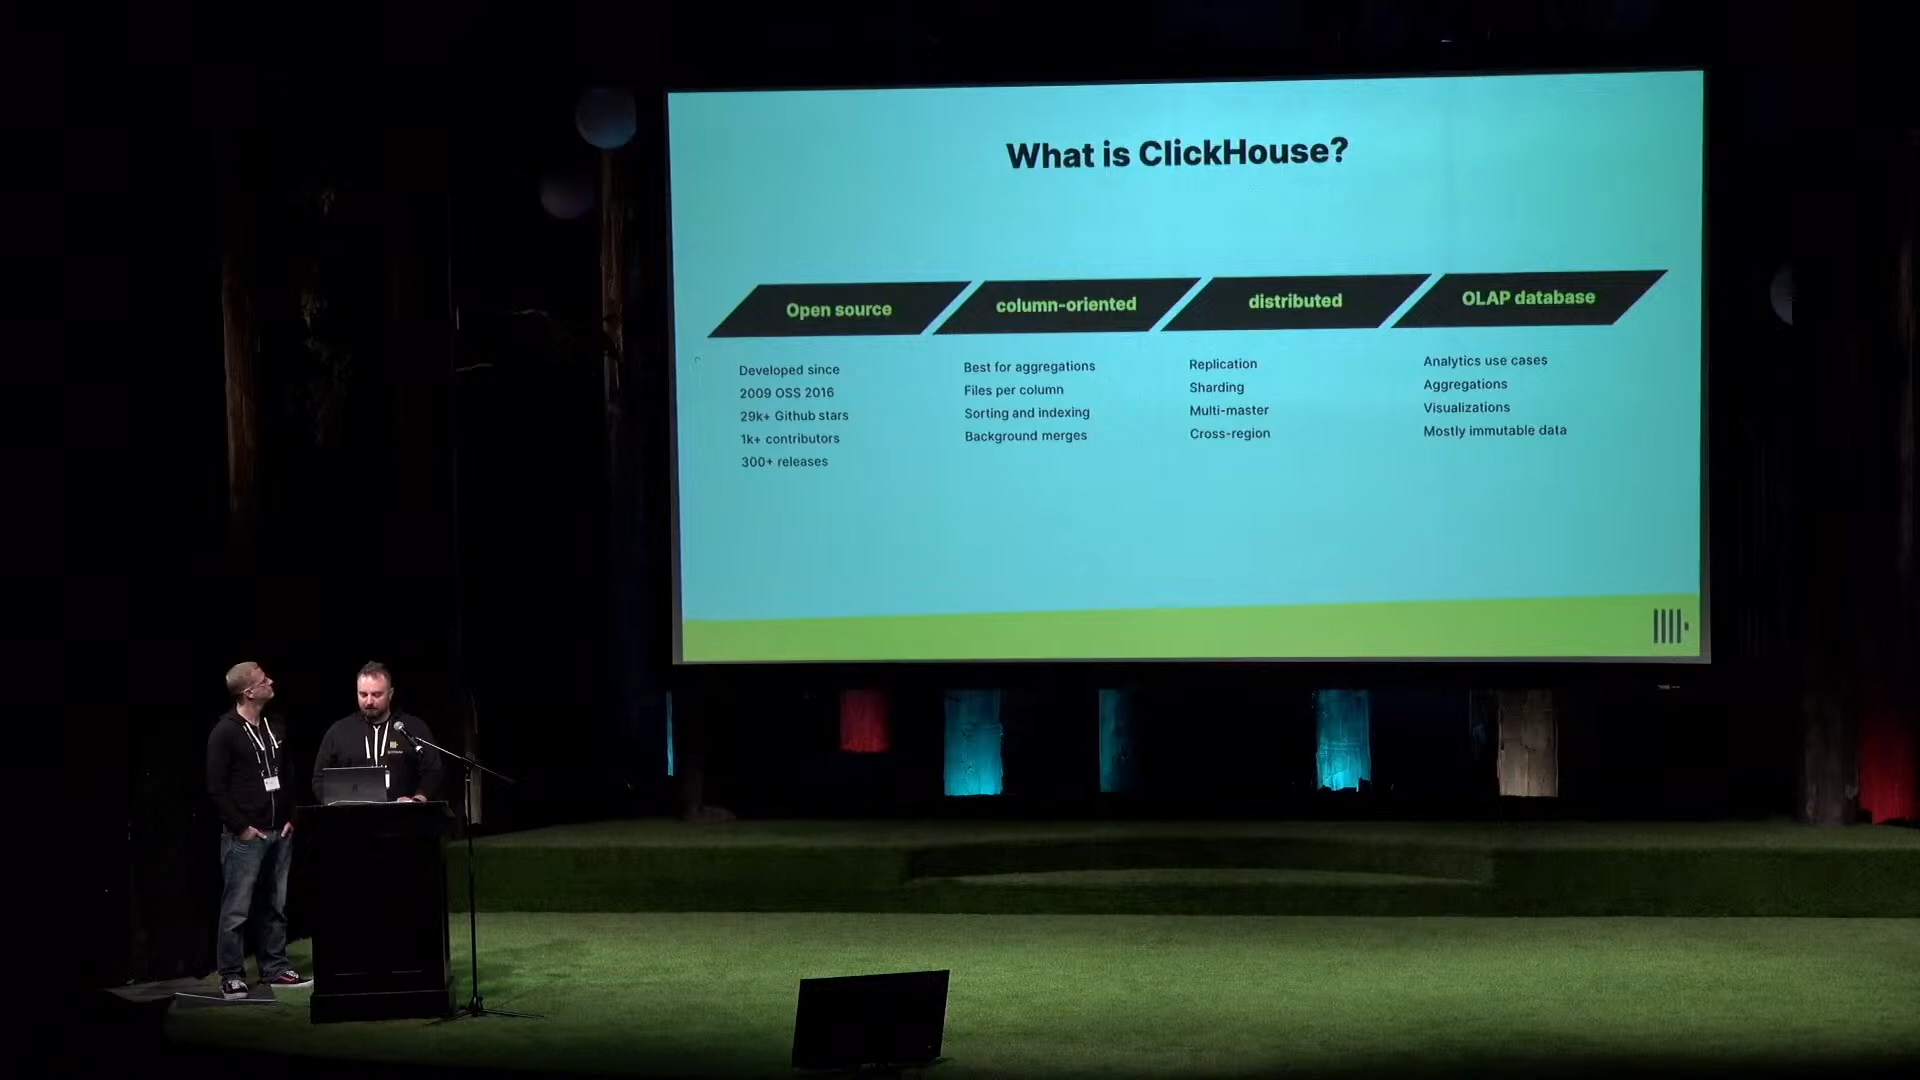 What is ClickHouse?
Open source
column-oriented
distributed
OLAP database
Developed since
2009 OSS 2016
29k+ Github stars
1k+ contributors
300+ releases
Best for aggregations
Files per column
Sorting and indexing
Background merges
Replication
Sharding
Multi-master
Cross-region
Analytics use cases
Aggregations
Visualizations
Mostly immutable data